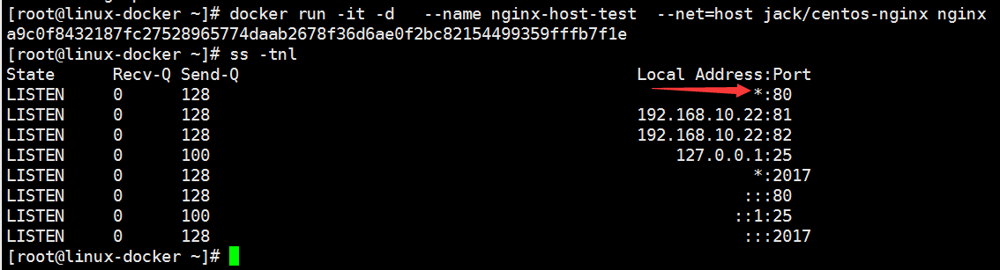 [root@linux-docker ~]# docker run -it -d   --name nginx-host-test  --net=host jack/centos-nginx nginx
a9c0f8432187fc27528965774daab2678f36d6ae0f2bc82154499359fffb7f1e
[root@linux-docker ~]# ss -tnl
State      Recv-Q Send-Q                                         Local Address:Port
LISTEN     0      128                                                        *:80
LISTEN     0      128                                            192.168.10.22:81
LISTEN     0      128                                            192.168.10.22:82
LISTEN     0      100                                                127.0.0.1:25
LISTEN     0      128                                                        *:2017
LISTEN     0      128                                                       :::80
LISTEN     0      100                                                      ::1:25
LISTEN     0      128                                                       :::2017
[root@linux-docker ~]#